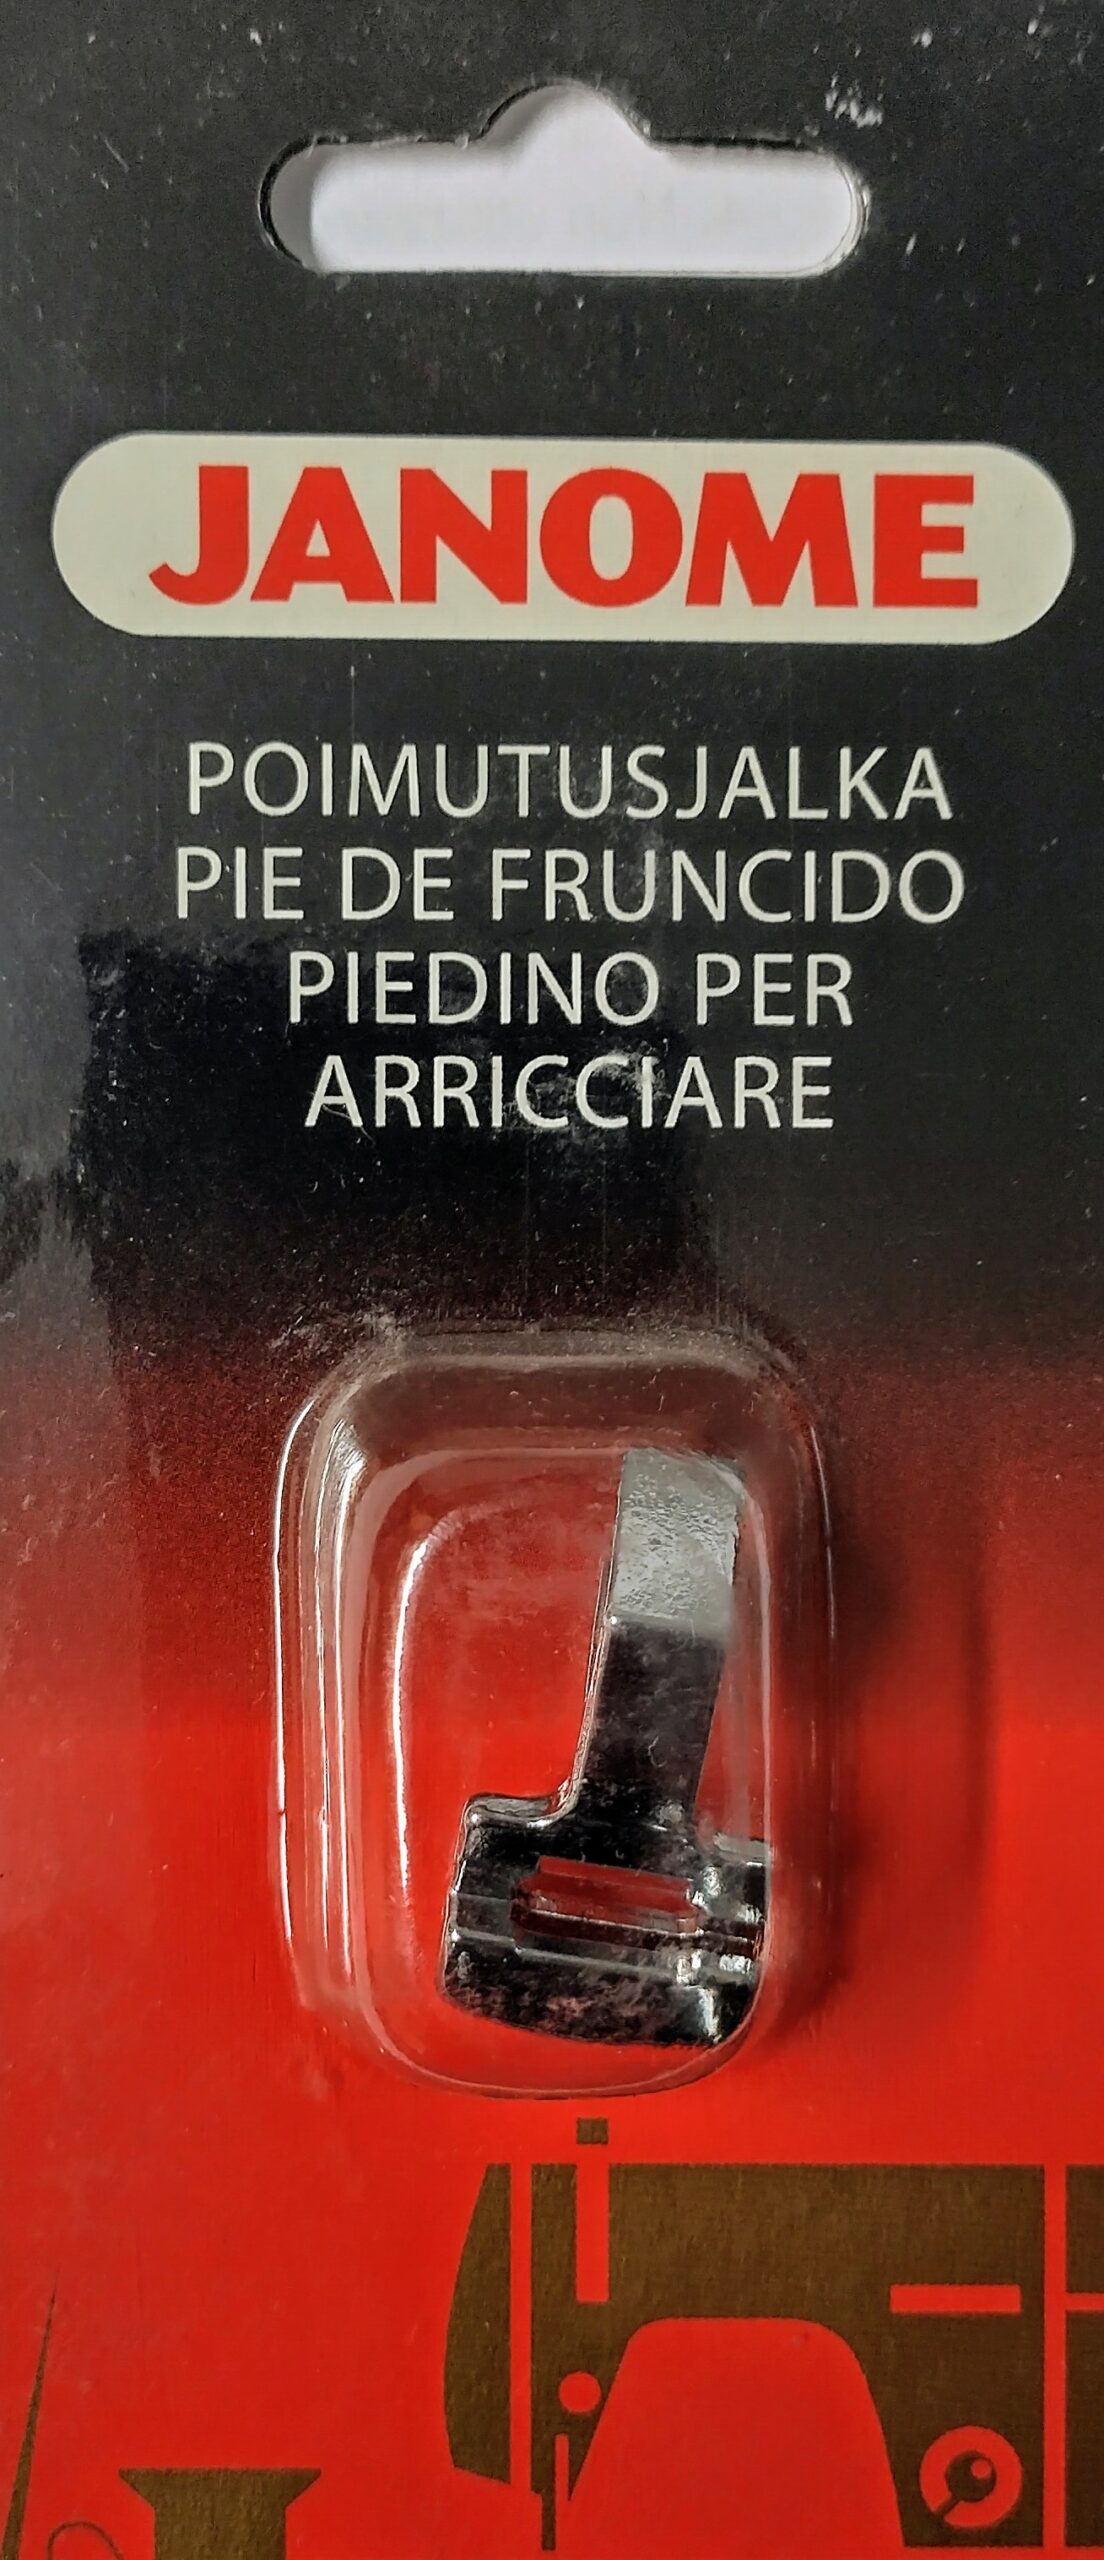 JANOME
POIMUTUSJALKA
PIE DE FRUNCIDO
PIEDINO PER
ARRICCIARE